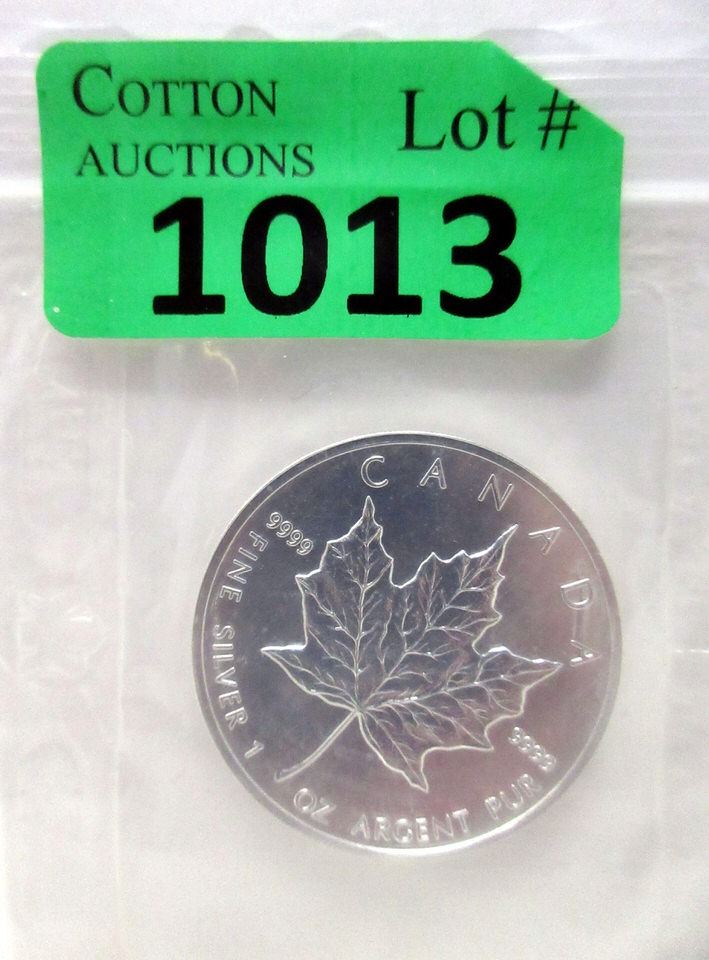 COTTON
AUCTIONS
Lot #
1013
CANADA
9999
FINE SILVER 1 OZ ARGENT PUR
9999